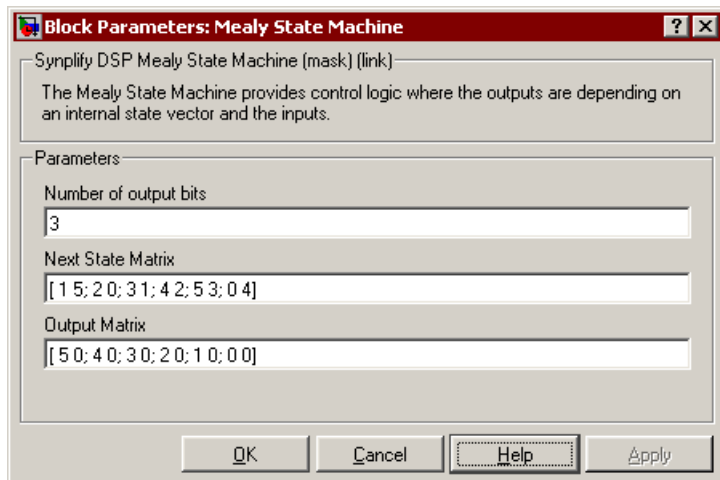 Block Parameters: Mealy State Machine
Synplify DSP Mealy State Machine (mask) (link)
The Mealy State Machine provides control logic where the outputs are depending on
an internal state vector and the inputs.
Parameters
Number of output bits
3
Next State Matrix
[ 1 5; 2 0; 3 1; 4 2; 5 3; 0 4]
Output Matrix
[ 5 0; 4 0; 3 0; 2 0; 1 0; 0 0]
OK Cancel Help Apply